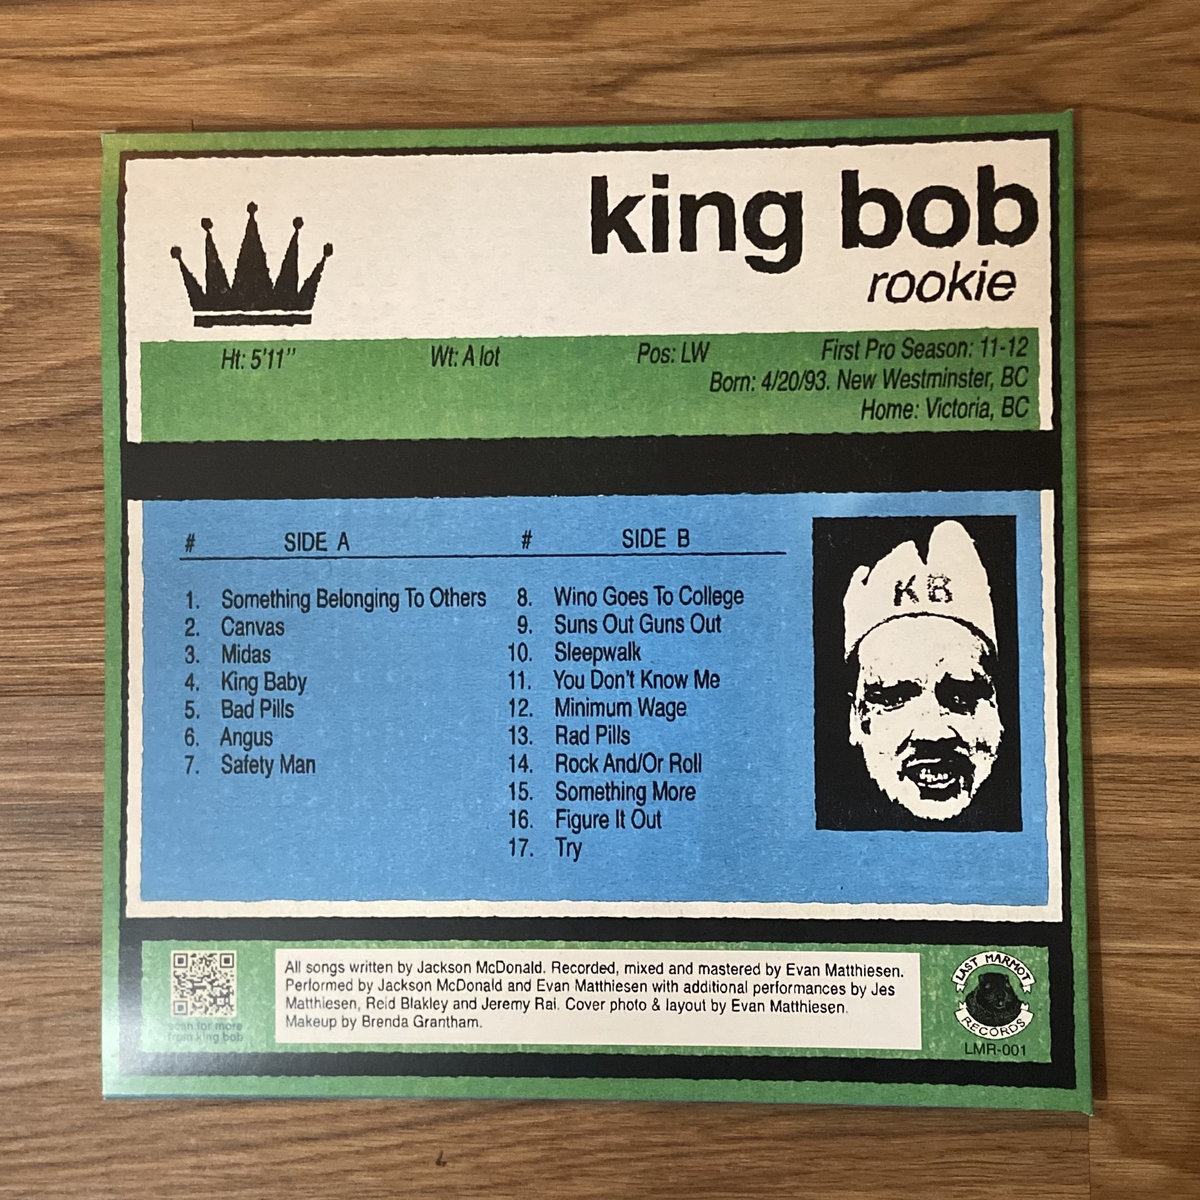 king bob
rookie
Ht: 5'11"
Wt: A lot
Pos: LW
First Pro Season: 11-12
Born: 4/20/93. New Westminster, BC
Home: Victoria, BC
# SIDE A
1. Something Belonging To Others
2. Canvas
3. Midas
4. King Baby
5. Bad Pills
6. Angus
7. Safety Man
# SIDE B
8. Wino Goes To College
9. Suns Out Guns Out
10. Sleepwalk
11. You Don't Know Me
12. Minimum Wage
13. Rad Pills
14. Rock And/Or Roll
15. Something More
16. Figure It Out
17. Try
KB
scan for more
from king bob
All songs written by Jackson McDonald. Recorded, mixed and mastered by Evan Matthiesen.
Performed by Jackson McDonald and Evan Matthiesen with additional performances by Jes
Matthiesen, Reid Blakley and Jeremy Rai. Cover photo & layout by Evan Matthiesen.
Makeup by Brenda Grantham.
LAST MARMOT
RECORDS
LMR-001